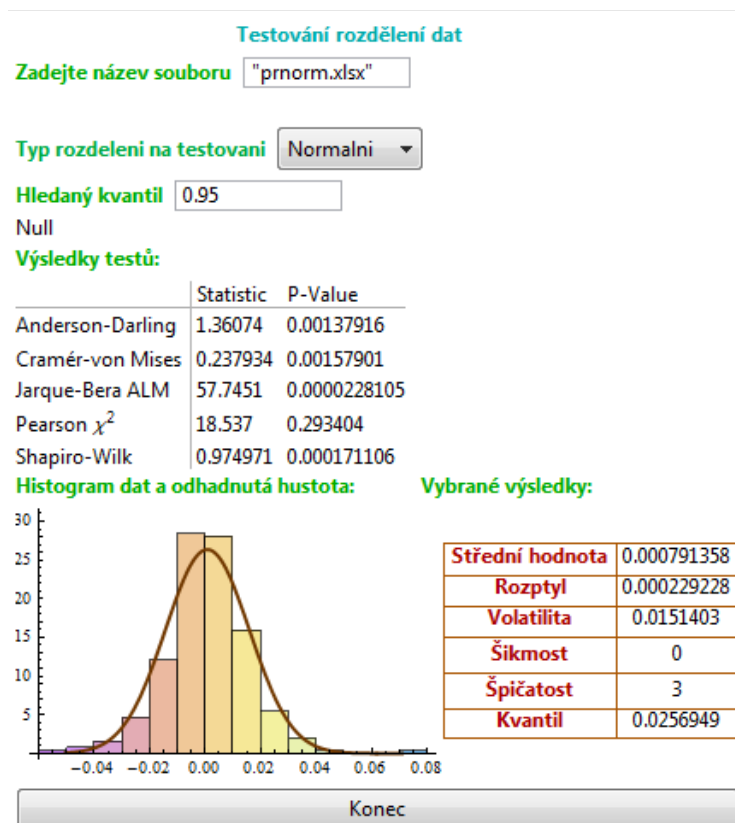 Testování rozdělení dat
Zadejte název souboru "prnorm.xlsx"
Typ rozdeleni na testovani Normalni
Hledaný kvantil 0.95
Null
Výsledky testů:
Statistic P-Value
Anderson-Darling 1.36074 0.00137916
Cramér-von Mises 0.237934 0.00157901
Jarque-Bera ALM 57.7451 0.0000228105
Pearson χ² 18.537 0.293404
Shapiro-Wilk 0.974971 0.000171106
Histogram dat a odhadnutá hustota: Vybrané výsledky:
30
25
20
15
10
5
-0.04 -0.02 0.00 0.02 0.04 0.06 0.08
Střední hodnota 0.000791358
Rozptyl 0.000229228
Volatilita 0.0151403
Šikmost 0
Špičatost 3
Kvantil 0.0256949
Konec